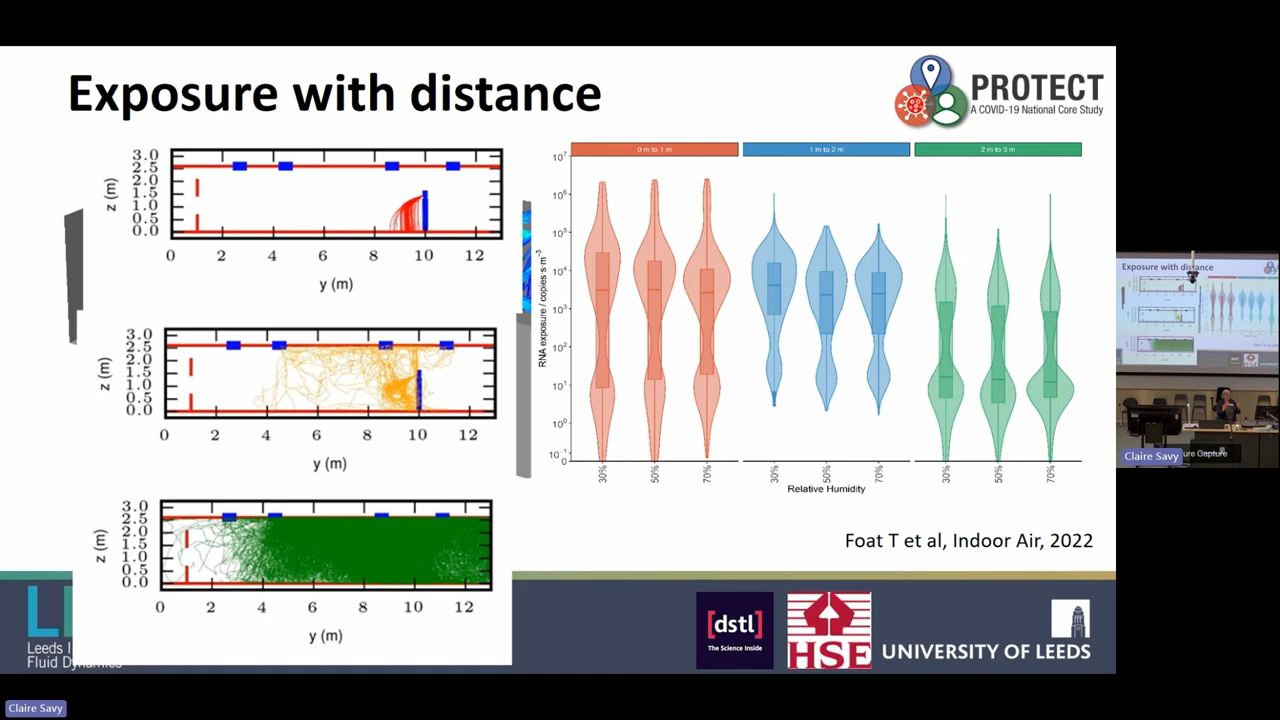 Exposure with distance
PROTECT
A COVID-19 National Core Study
3.0
2.5
2.0
1.5
1.0
0.5
0.0
z (m)
0 2 4 6 8 10 12
y (m)
3.0
2.5
2.0
1.5
1.0
0.5
0.0
z (m)
0 2 4 6 8 10 12
y (m)
3.0
2.5
2.0
1.5
1.0
0.5
0.0
z (m)
0 2 4 6 8 10 12
y (m)
0 m to 1 m
1 m to 2 m
2 m to 3 m
10⁷
10⁶
10⁵
10⁴
10³
10²
10¹
10⁰
10⁻¹
0
RNA exposure / copies s·m⁻³
30% 50% 70% 30% 50% 70% 30% 50% 70%
Relative Humidity
Foat T et al, Indoor Air, 2022
Leeds I
Fluid Dynamics
[dstl]
The Science Inside
HSE
UNIVERSITY OF LEEDS
Exposure with distance
HSE
Claire Savy
ure Capture
Claire Savy